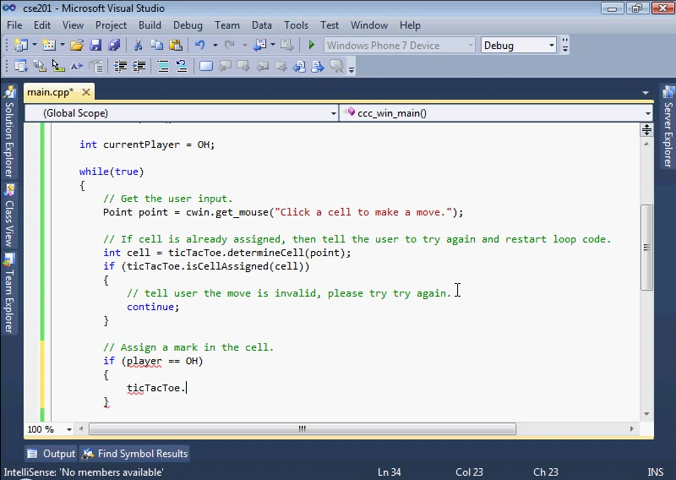 cse201 - Microsoft Visual Studio
File Edit View Project Build Debug Team Data Tools Test Window Help
Windows Phone 7 Device Debug
main.cpp*
(Global Scope) ccc_win_main()
Solution Explorer
Class View
Team Explorer
Server Explorer
int currentPlayer = OH;
while(true)
{
// Get the user input.
Point point = cwin.get_mouse("Click a cell to make a move.");
// If cell is already assigned, then tell the user to try again and restart loop code.
int cell = ticTacToe.determineCell(point);
if (ticTacToe.isCellAssigned(cell))
{
// tell user the move is invalid, please try try again.
continue;
}
// Assign a mark in the cell.
if (player == OH)
{
ticTacToe.
}
100 %
Output Find Symbol Results
IntelliSense: 'No members available' Ln 34 Col 23 Ch 23 INS